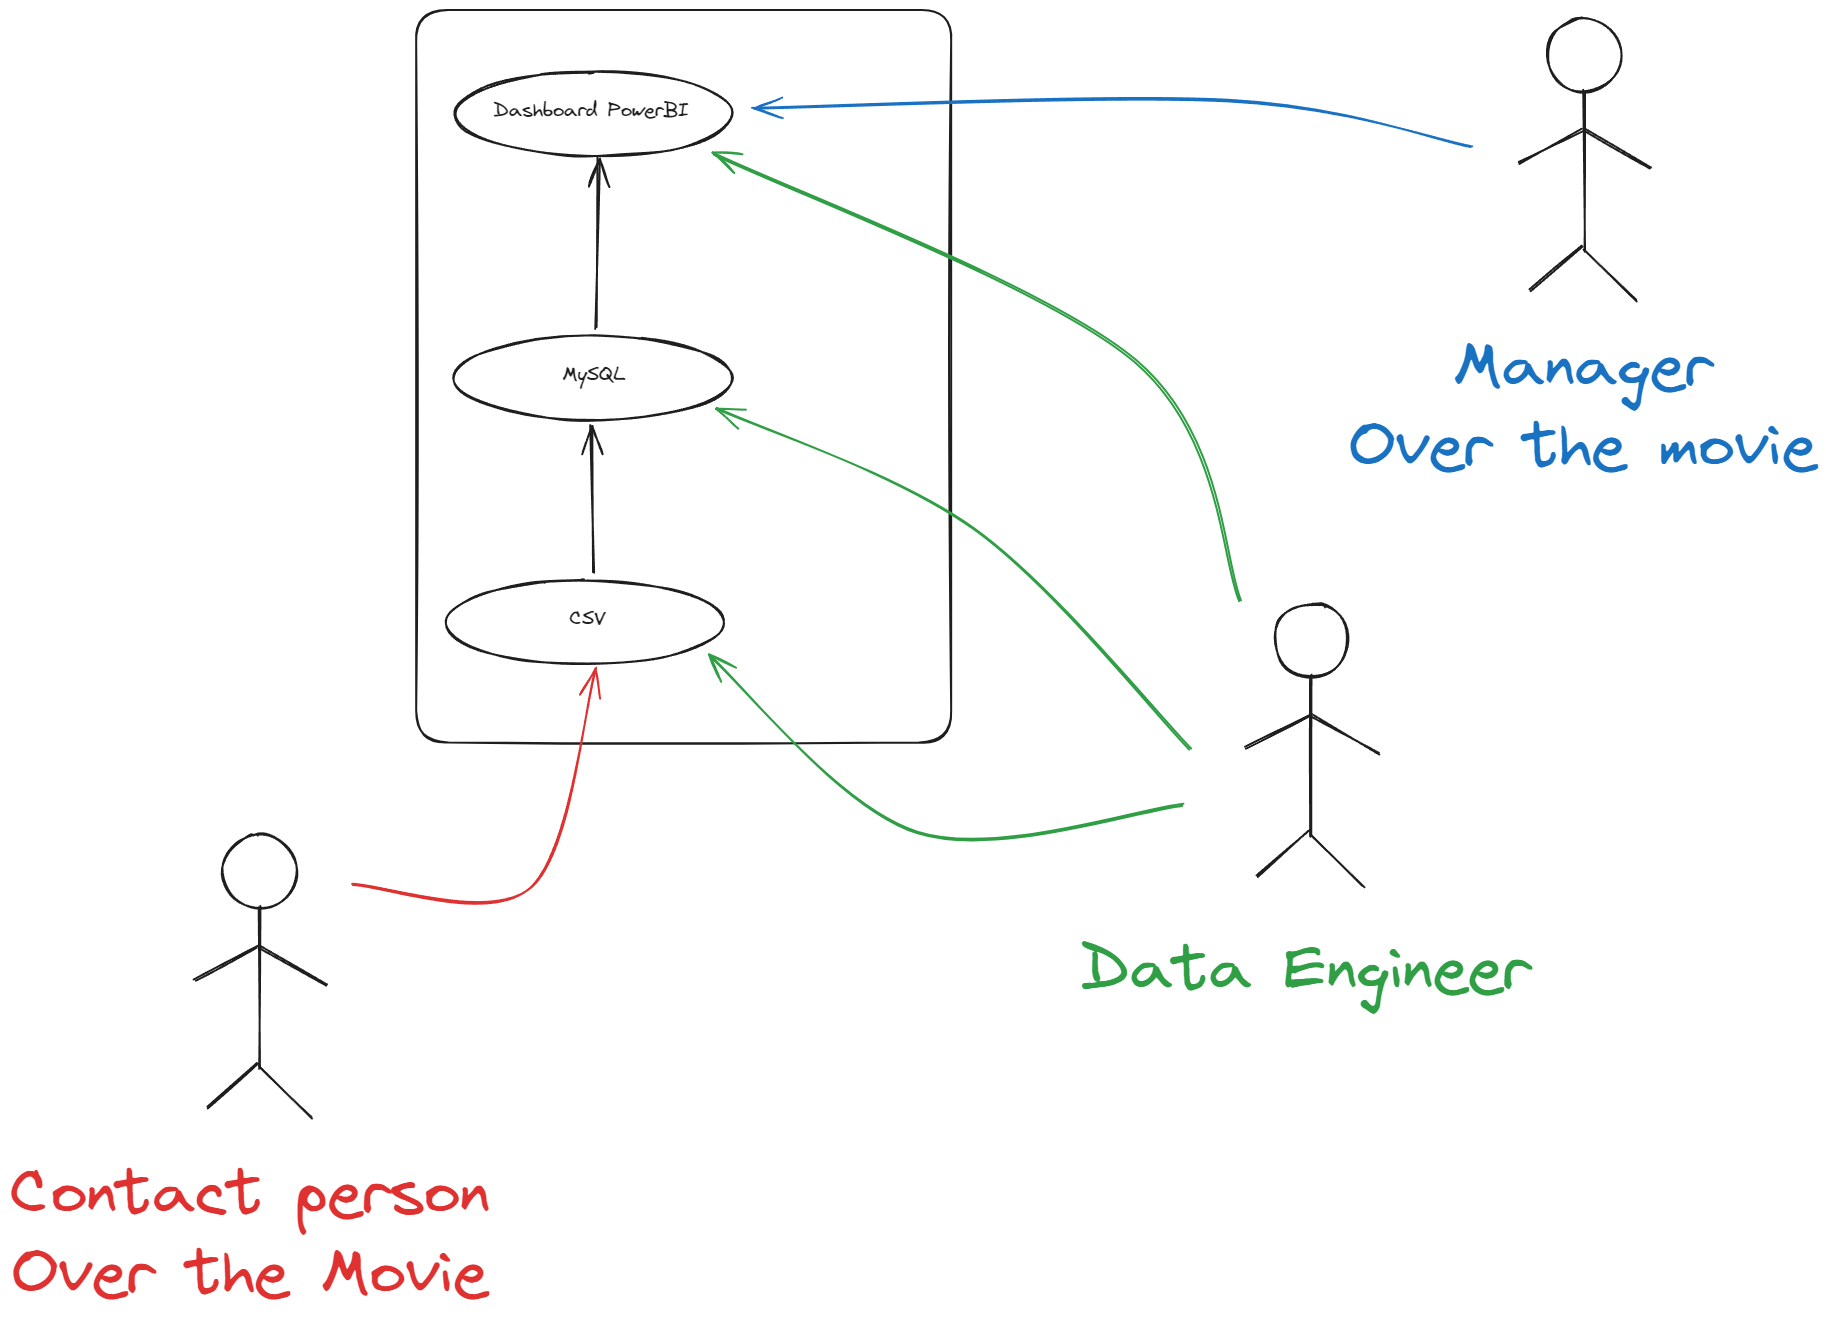 Dashboard PowerBI
MySQL
CSV
Manager
Over the movie
Data Engineer
Contact person
Over the Movie